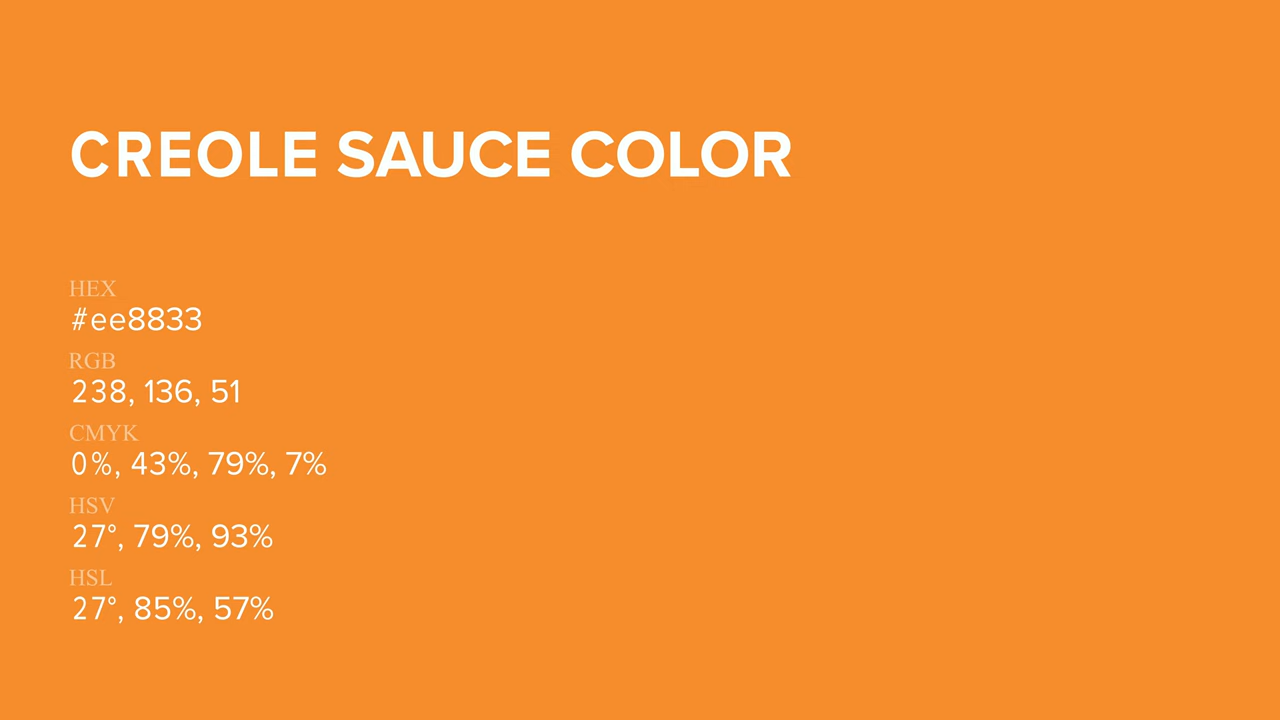 CREOLE SAUCE COLOR
HEX
#ee8833
RGB
238, 136, 51
CMYK
0%, 43%, 79%, 7%
HSV
27°, 79%, 93%
HSL
27°, 85%, 57%